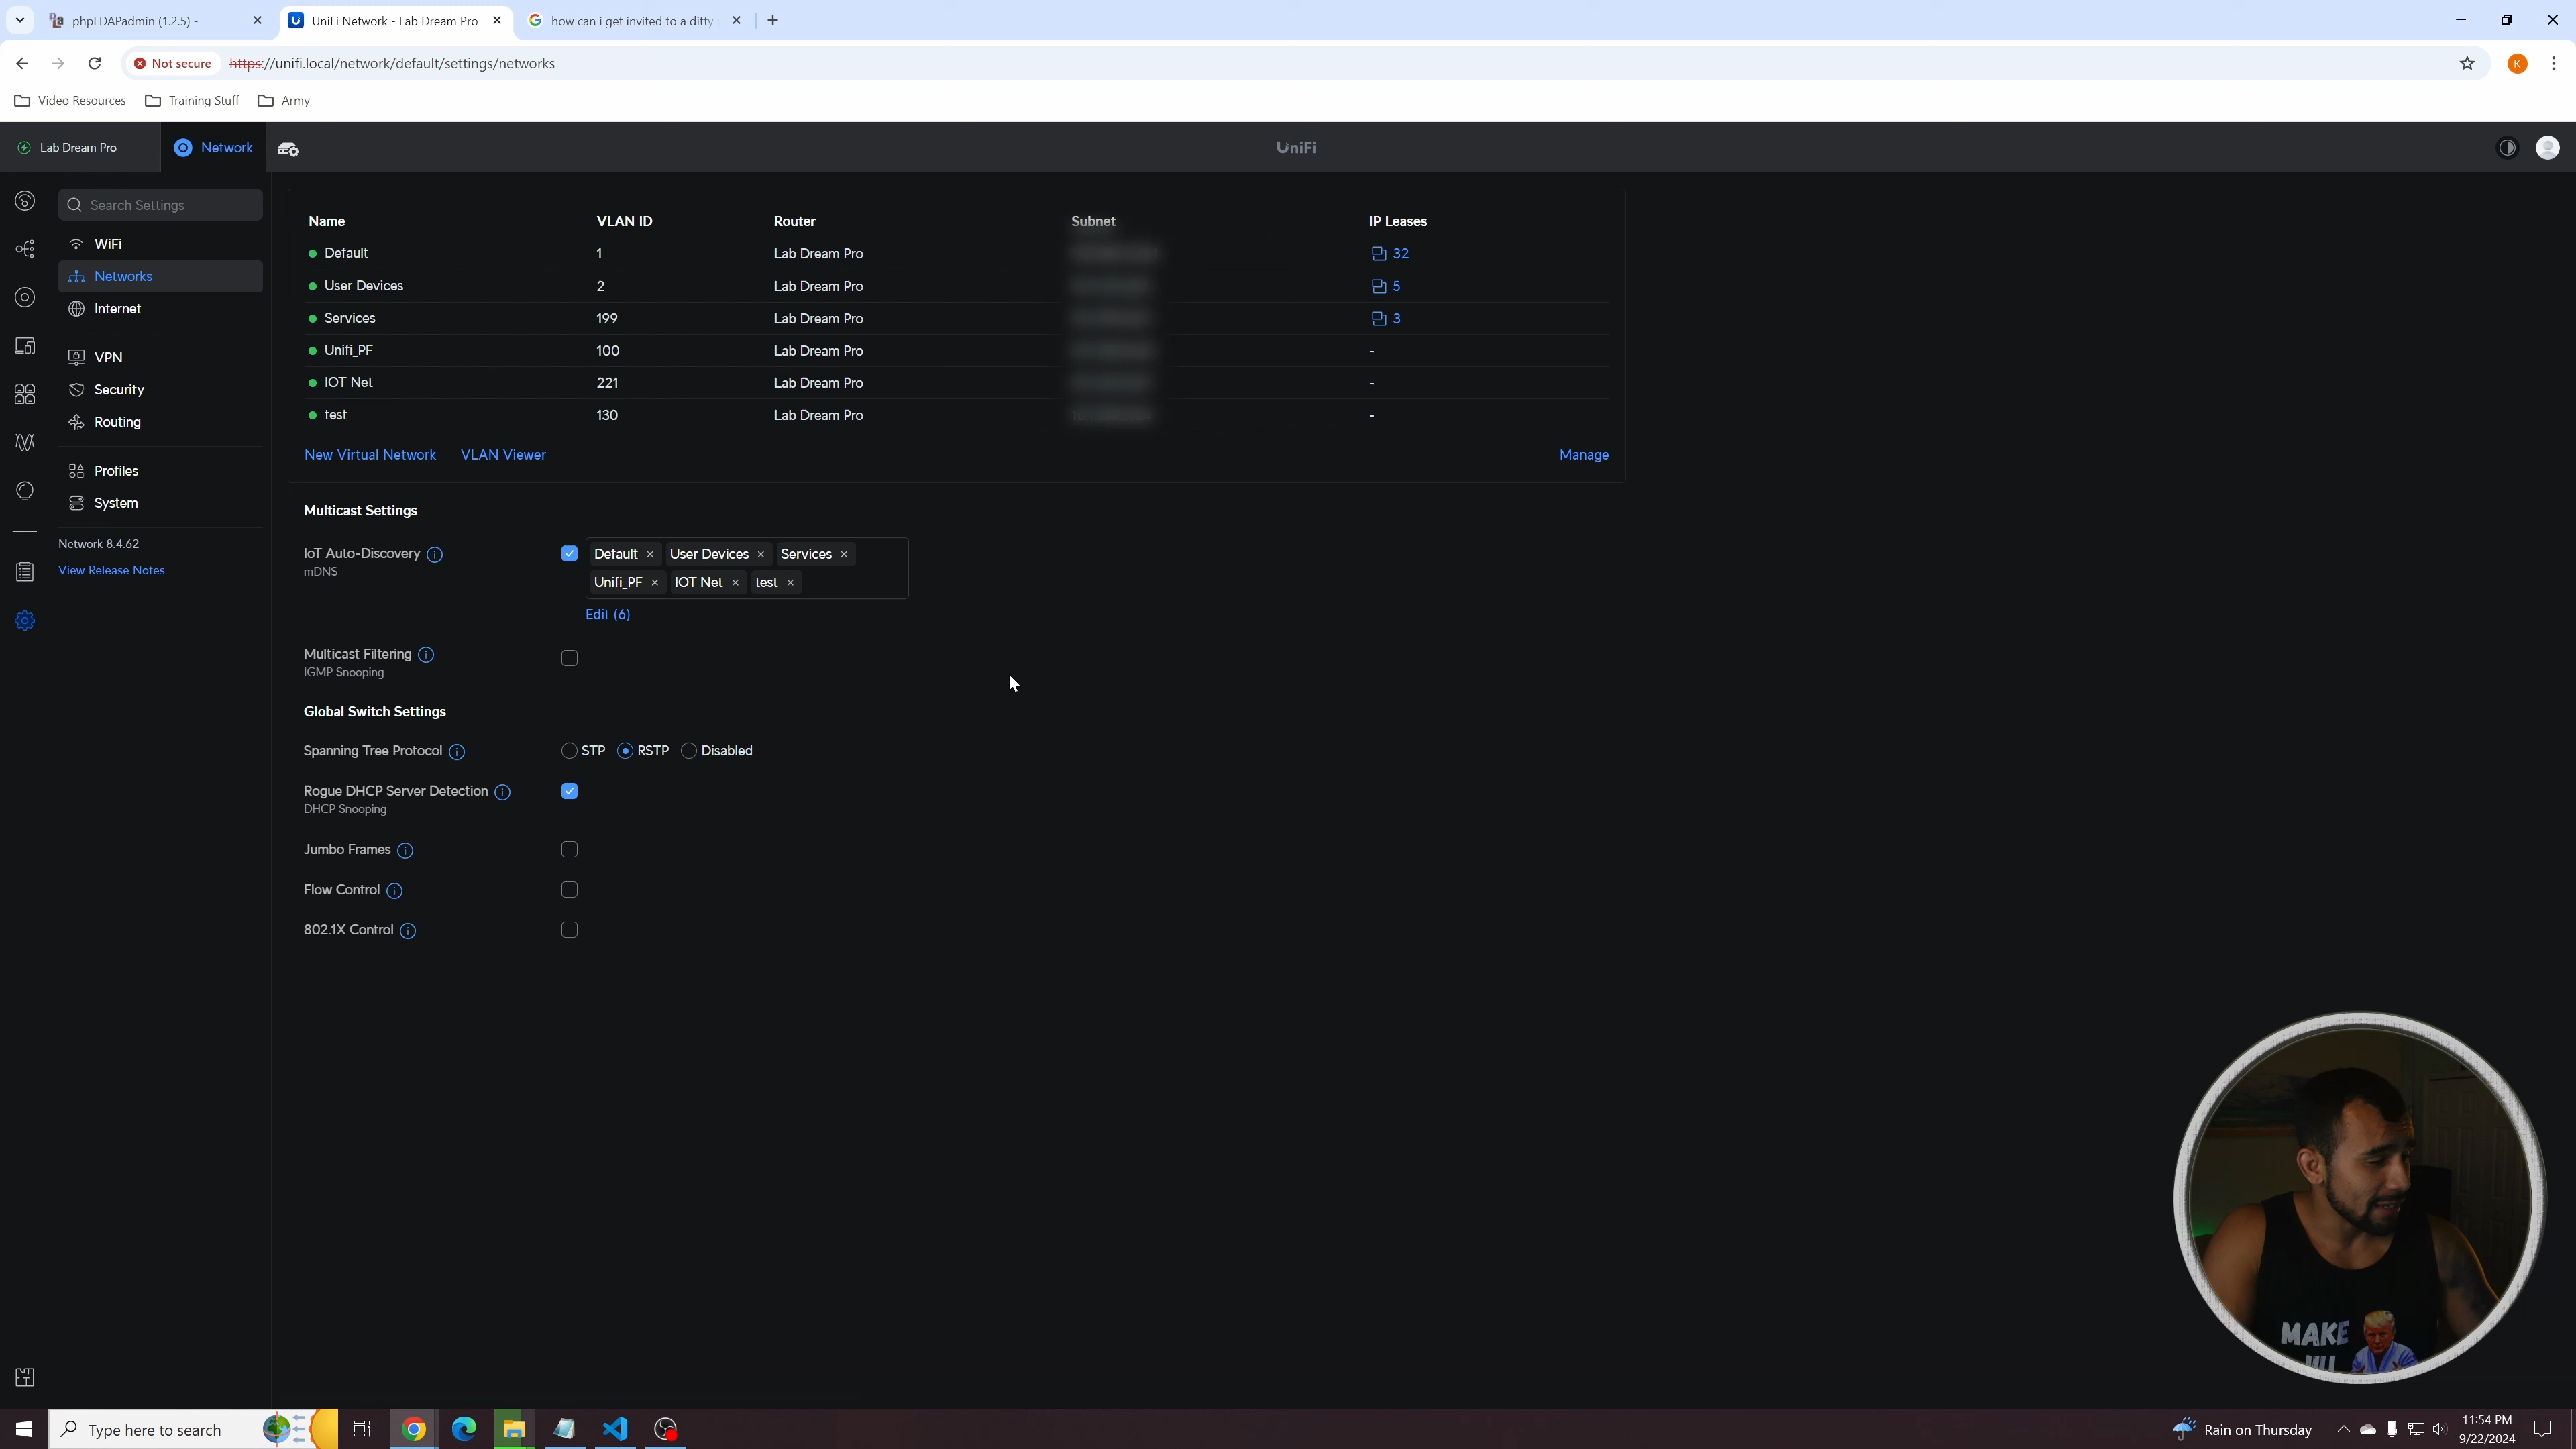 phpLDAPadmin (1.2.5) -
UniFi Network - Lab Dream Pro
how can i get invited to a ditty
Not secure
https://unifi.local/network/default/settings/networks
K
Video Resources
Training Stuff
Army
Lab Dream Pro
Network
UniFi
Search Settings
WiFi
Networks
Internet
VPN
Security
Routing
Profiles
System
Network 8.4.62
View Release Notes
Name VLAN ID Router Subnet IP Leases
Default 1 Lab Dream Pro 32
User Devices 2 Lab Dream Pro 5
Services 199 Lab Dream Pro 3
Unifi_PF 100 Lab Dream Pro -
IOT Net 221 Lab Dream Pro -
test 130 Lab Dream Pro -
New Virtual Network VLAN Viewer Manage
Multicast Settings
IoT Auto-Discovery
mDNS
Default × User Devices × Services ×
Unifi_PF × IOT Net × test ×
Edit (6)
Multicast Filtering
IGMP Snooping
Global Switch Settings
Spanning Tree Protocol STP RSTP Disabled
Rogue DHCP Server Detection
DHCP Snooping
Jumbo Frames
Flow Control
802.1X Control
MAKE
Type here to search
Rain on Thursday
11:54 PM
9/22/2024